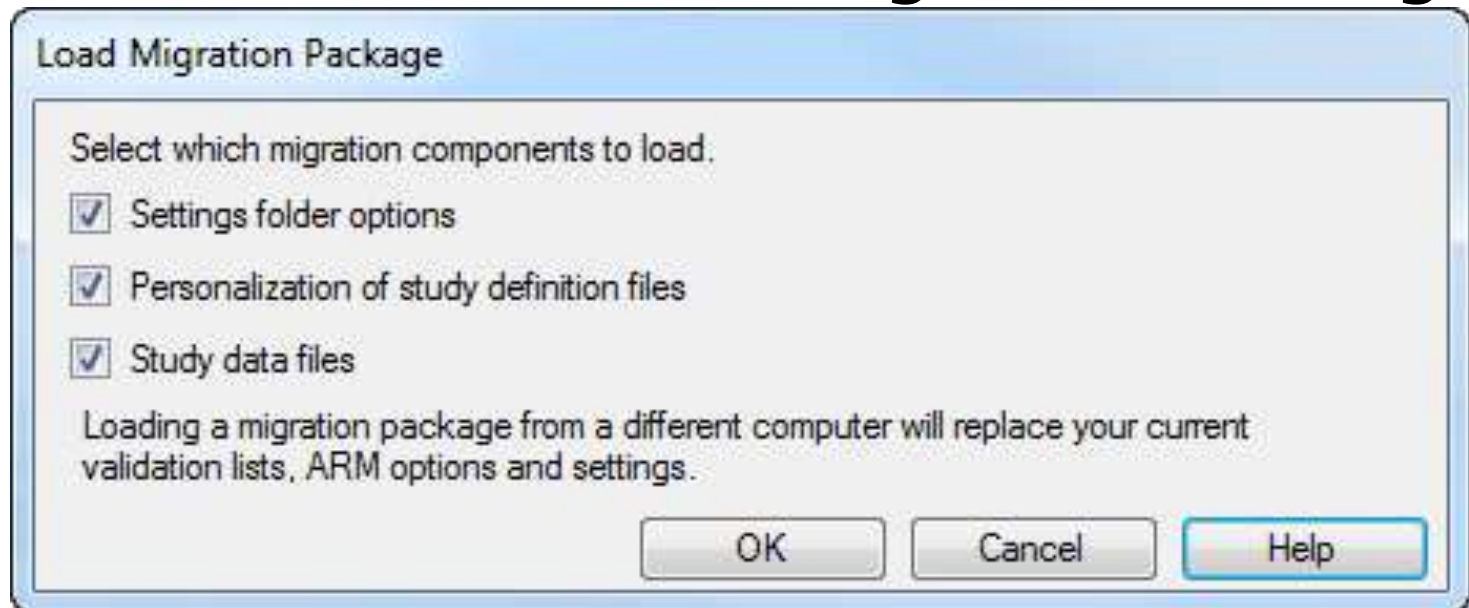 Load Migration Package
Select which migration components to load.
Settings folder options
Personalization of study definition files
Study data files
Loading a migration package from a different computer will replace your current
validation lists, ARM options and settings.
OK Cancel Help